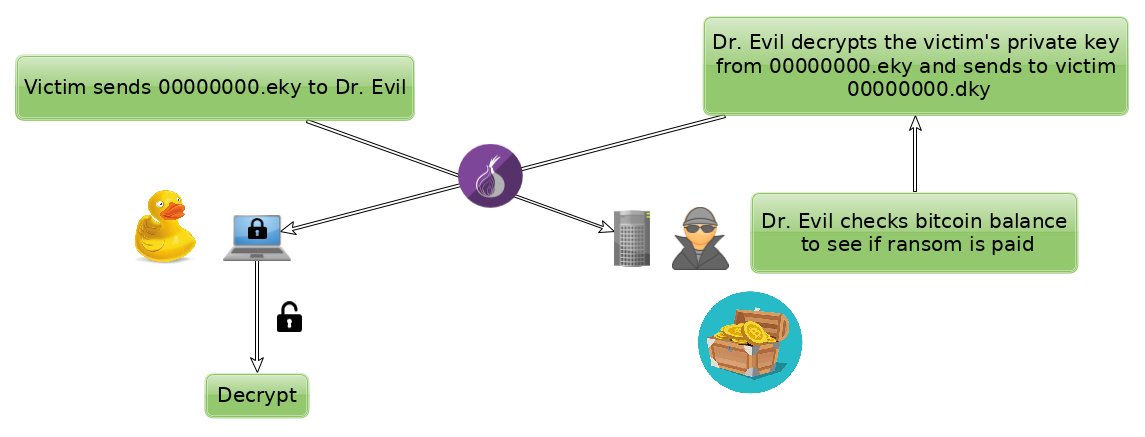 Victim sends 00000000.eky to Dr. Evil
Dr. Evil decrypts the victim's private key
from 00000000.eky and sends to victim
00000000.dky
Dr. Evil checks bitcoin balance
to see if ransom is paid
Decrypt